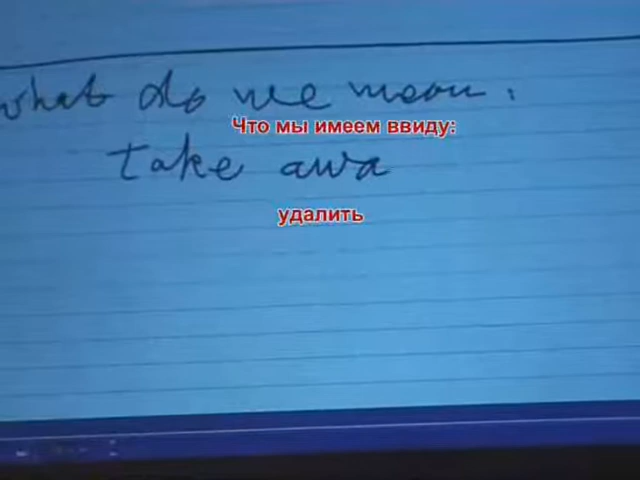 what do we mean:
Что мы имеем ввиду:
take awa
удалить